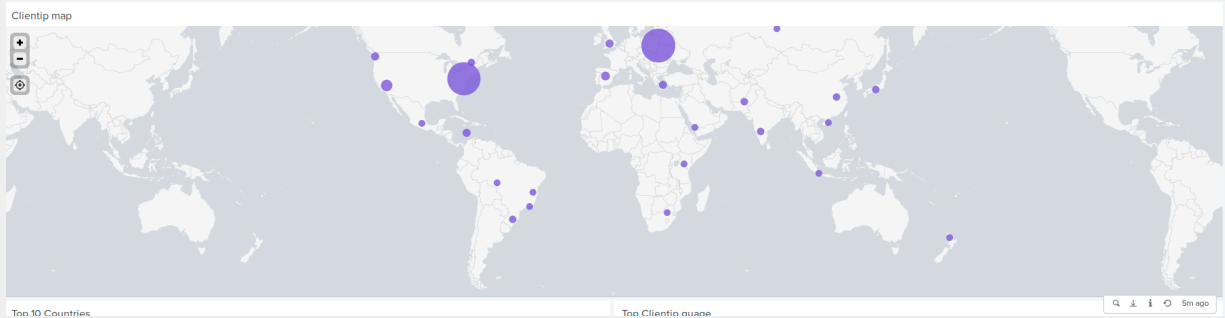 Clientip map
+
−
5m ago
Top 10 Countries
Top Clientip guage